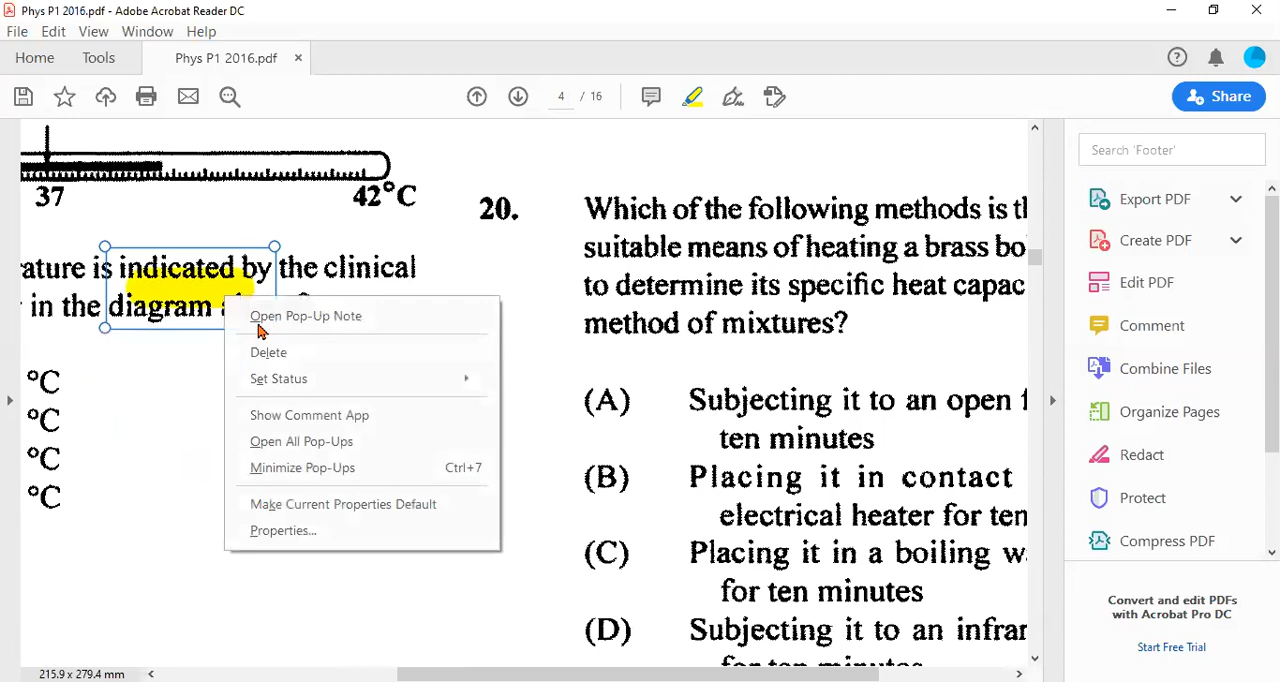 Phys P1 2016.pdf - Adobe Acrobat Reader DC
File Edit View Window Help
Home Tools Phys P1 2016.pdf ×
4 / 16
Share
37 42°C
rature is indicated by the clinical
in the diagram
°C
°C
°C
°C
Open Pop-Up Note
Delete
Set Status
Show Comment App
Open All Pop-Ups
Minimize Pop-Ups Ctrl+7
Make Current Properties Default
Properties...
20. Which of the following methods is
suitable means of heating a brass
to determine its specific heat
method of mixtures?
(A) Subjecting it to an open
ten minutes
(B) Placing it in contact
electrical heater for ten
(C) Placing it in a boiling
for ten minutes
(D) Subjecting it to an
for ten minutes
215.9 x 279.4 mm
Search 'Footer'
Export PDF
Create PDF
Edit PDF
Comment
Combine Files
Organize Pages
Redact
Protect
Compress PDF
Convert and edit PDFs
with Acrobat Pro DC
Start Free Trial